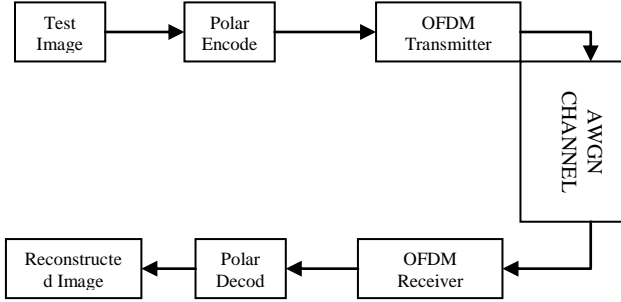 Test
Image
Polar
Encode
OFDM
Transmitter
AWGN
CHANNEL
Reconstructe
d Image
Polar
Decod
OFDM
Receiver